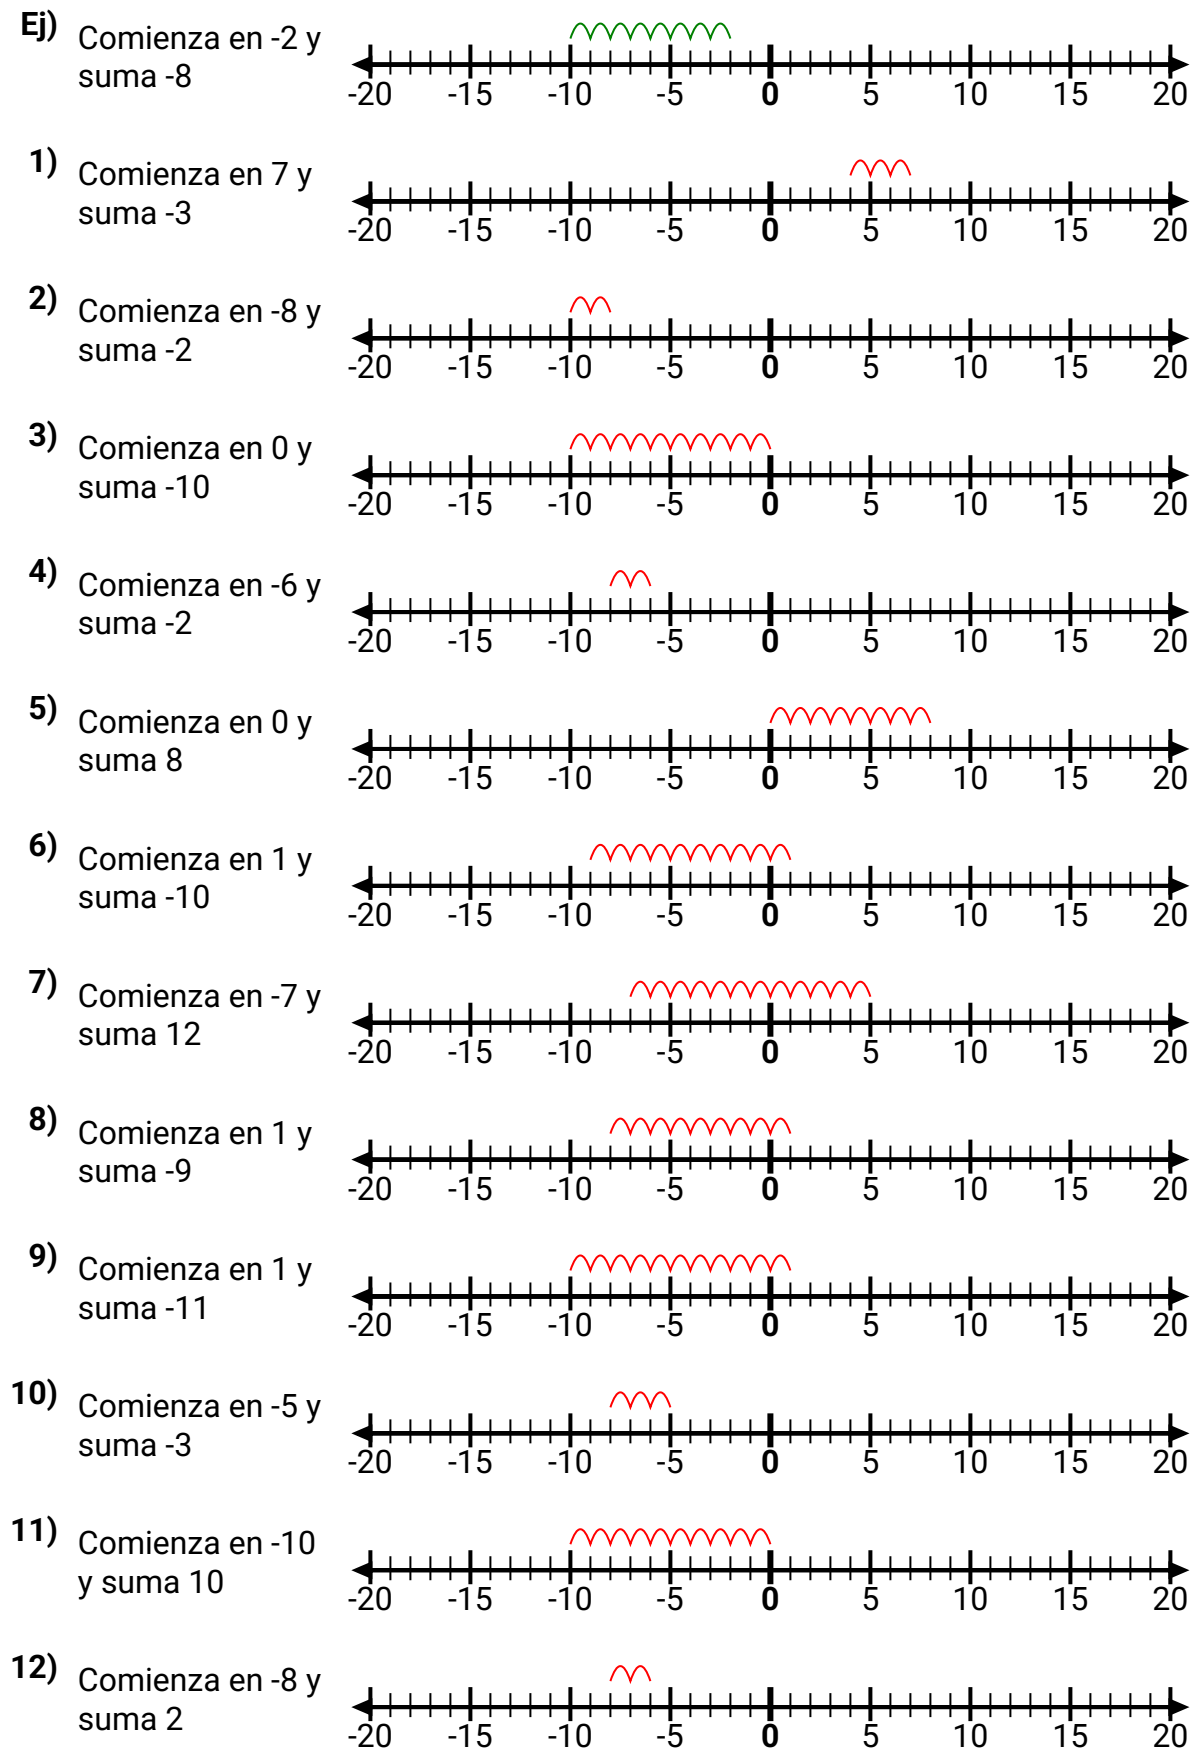 Ej) Comienza en -2 y
suma -8
-20 -15 -10 -5 0 5 10 15 20
1) Comienza en 7 y
suma -3
-20 -15 -10 -5 0 5 10 15 20
2) Comienza en -8 y
suma -2
-20 -15 -10 -5 0 5 10 15 20
3) Comienza en 0 y
suma -10
-20 -15 -10 -5 0 5 10 15 20
4) Comienza en -6 y
suma -2
-20 -15 -10 -5 0 5 10 15 20
5) Comienza en 0 y
suma 8
-20 -15 -10 -5 0 5 10 15 20
6) Comienza en 1 y
suma -10
-20 -15 -10 -5 0 5 10 15 20
7) Comienza en -7 y
suma 12
-20 -15 -10 -5 0 5 10 15 20
8) Comienza en 1 y
suma -9
-20 -15 -10 -5 0 5 10 15 20
9) Comienza en 1 y
suma -11
-20 -15 -10 -5 0 5 10 15 20
10) Comienza en -5 y
suma -3
-20 -15 -10 -5 0 5 10 15 20
11) Comienza en -10
y suma 10
-20 -15 -10 -5 0 5 10 15 20
12) Comienza en -8 y
suma 2
-20 -15 -10 -5 0 5 10 15 20